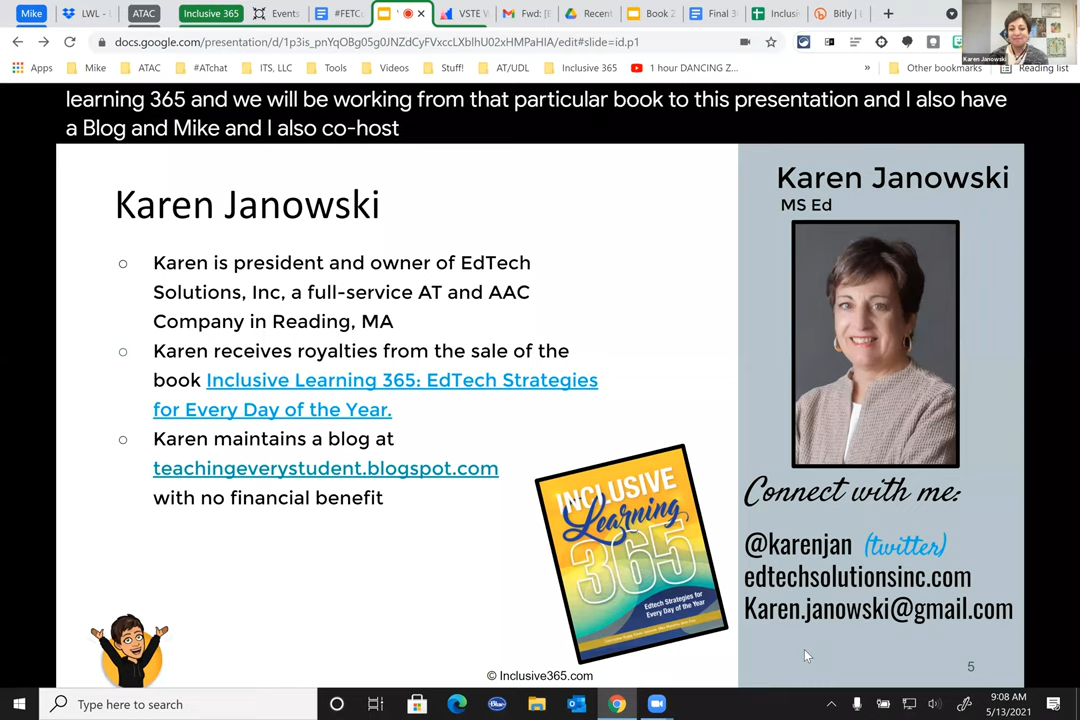 Mike
LWL - E
ATAC
Inclusive 365
Events
#FETC
VSTE W
Fwd: [E
Recent
Book 2
Final 3
Inclusi
Bitly | L
docs.google.com/presentation/d/1p3is_pnYqOBg05g0JNZdCyFVxccLXblhU02xHMPaHIA/edit#slide=id.p1
Karen Janowski
Apps
Mike
ATAC
#ATchat
ITS, LLC
Tools
Videos
Stuff!
AT/UDL
Inclusive 365
1 hour DANCING Z...
»
Other bookmarks
Reading list
learning 365 and we will be working from that particular book to this presentation and I also have
a Blog and Mike and I also co-host
Karen Janowski
○ Karen is president and owner of EdTech
Solutions, Inc, a full-service AT and AAC
Company in Reading, MA
○ Karen receives royalties from the sale of the
book Inclusive Learning 365: EdTech Strategies
for Every Day of the Year.
○ Karen maintains a blog at
teachingeverystudent.blogspot.com
with no financial benefit
INCLUSIVE
Learning
365
Edtech Strategies for
Every Day of the Year
© Inclusive365.com
Karen Janowski
MS Ed
Connect with me:
@karenjan (twitter)
edtechsolutionsinc.com
Karen.janowski@gmail.com
5
Type here to search
9:08 AM
5/13/2021